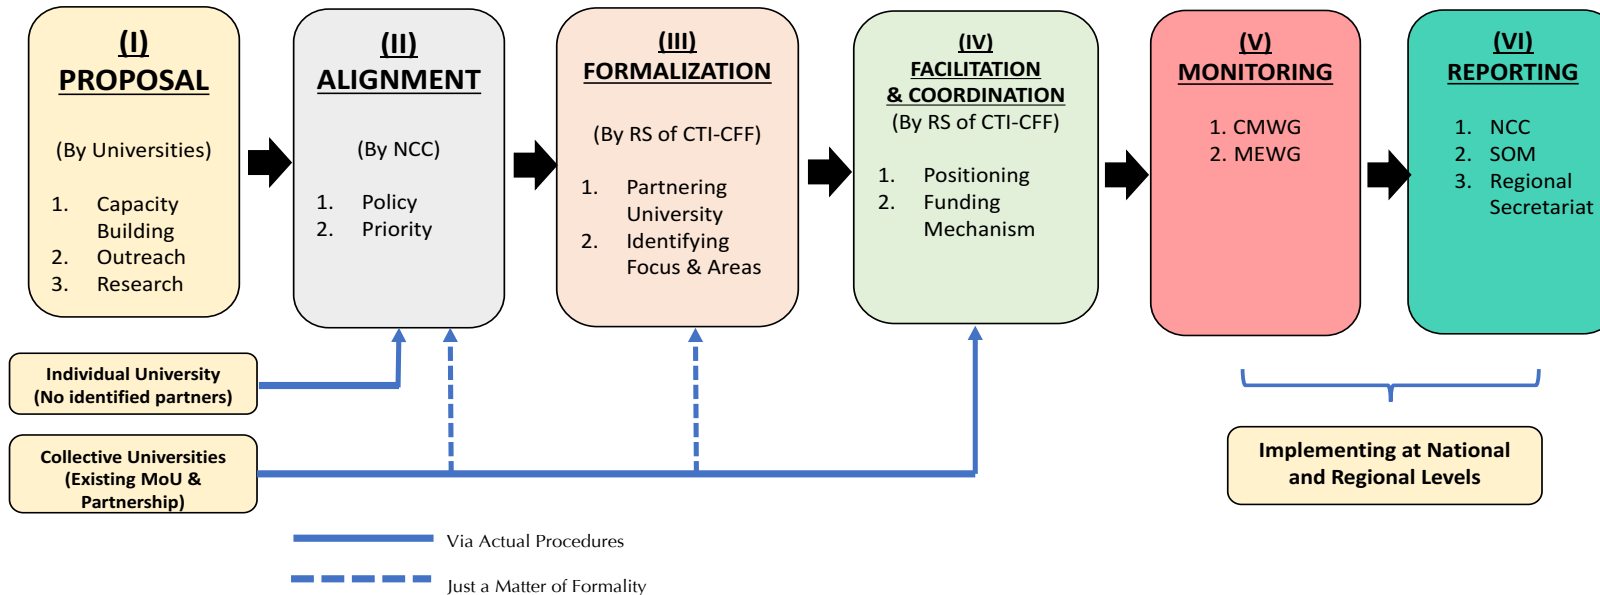 (I)
PROPOSAL
(By Universities)
1. Capacity
Building
2. Outreach
3. Research
(II)
ALIGNMENT
(By NCC)
1. Policy
2. Priority
(III)
FORMALIZATION
(By RS of CTI-CFF)
1. Partnering
University
2. Identifying
Focus & Areas
(IV)
FACILITATION
& COORDINATION
(By RS of CTI-CFF)
1. Positioning
2. Funding
Mechanism
(V)
MONITORING
1. CMWG
2. MEWG
(VI)
REPORTING
1. NCC
2. SOM
3. Regional
Secretariat
Individual University
(No identified partners)
Collective Universities
(Existing MoU &
Partnership)
Implementing at National
and Regional Levels
Via Actual Procedures
Just a Matter of Formality